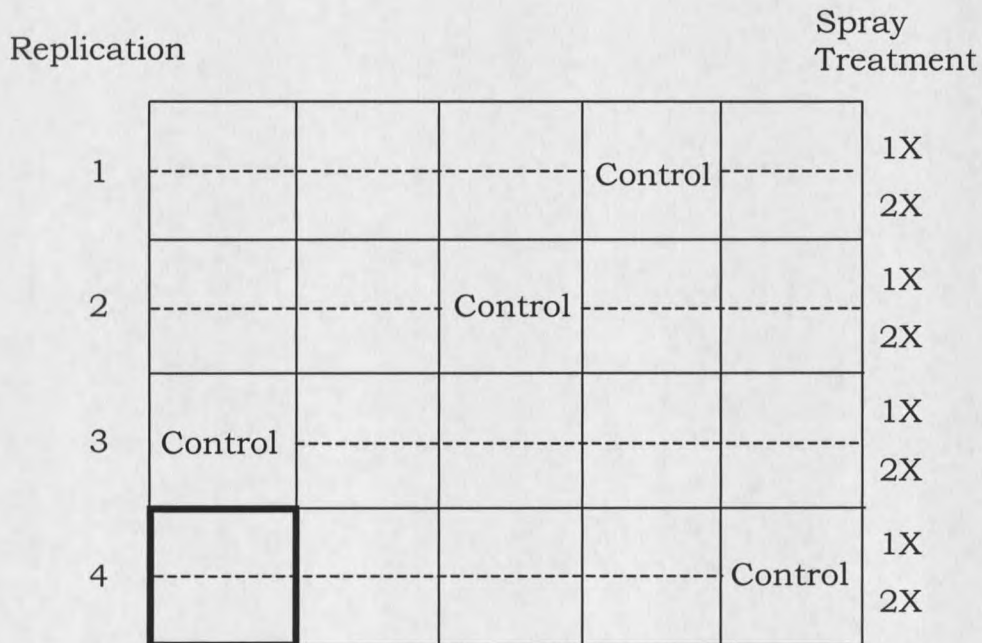 Replication
Spray
Treatment
1X
1
Control
2X
1X
2
Control
2X
1X
3
Control
2X
1X
4
Control
2X